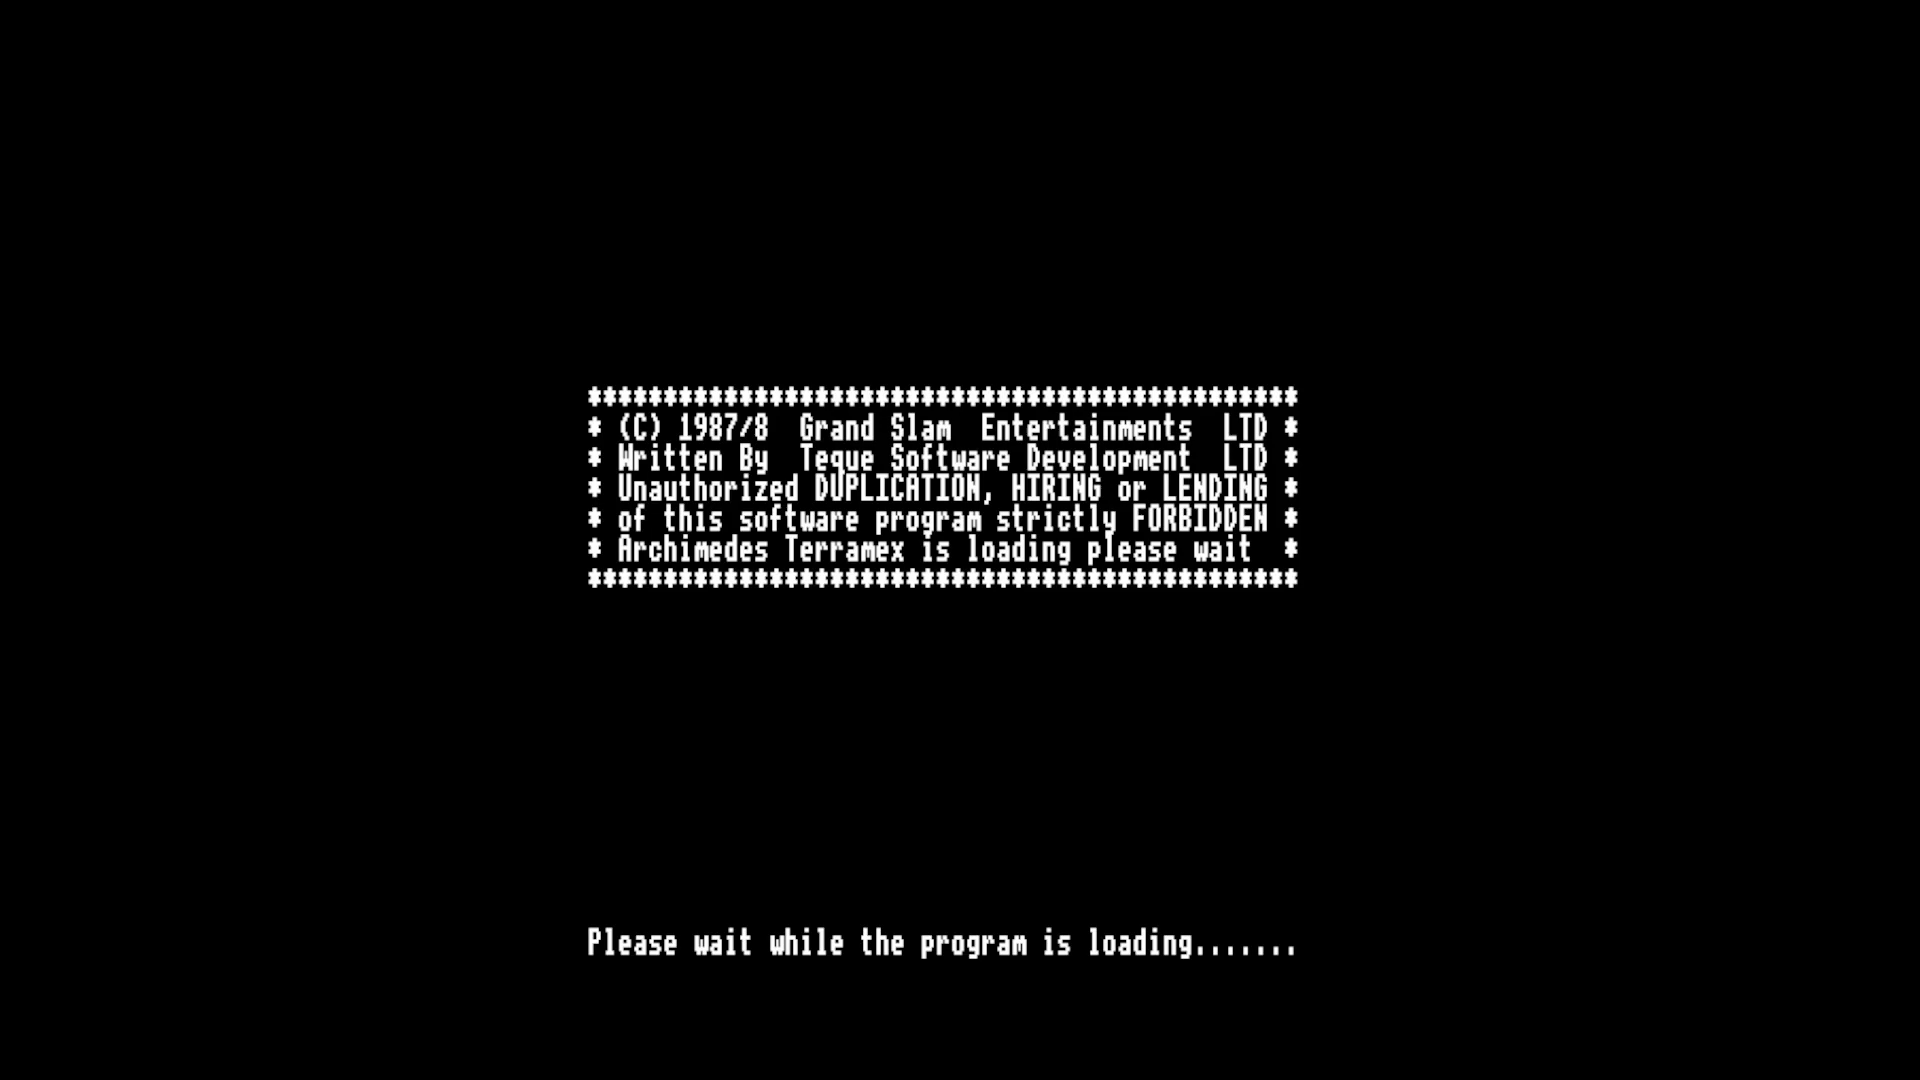 ***********************************************
* (C) 1987/8  Grand Slam  Entertainments  LTD *
* Written By  Teque Software Development  LTD *
* Unauthorized DUPLICATION, HIRING or LENDING *
* of this software program strictly FORBIDDEN *
* Archimedes Terramex is loading please wait  *
***********************************************
Please wait while the program is loading.......